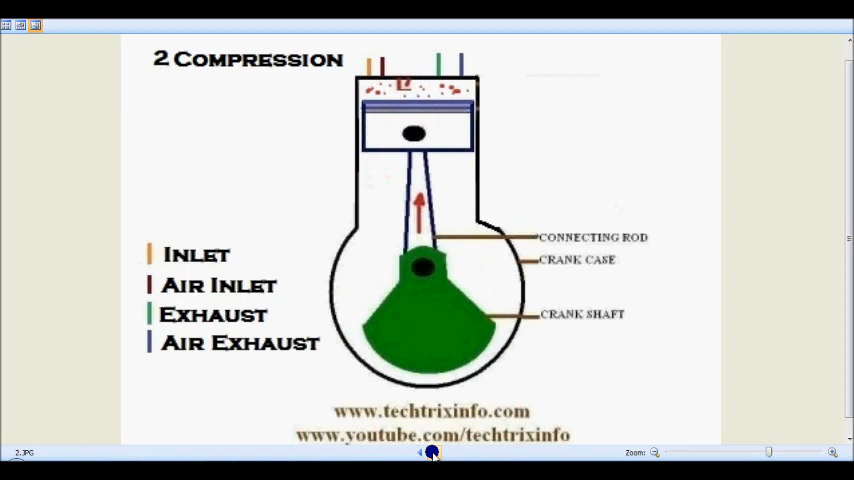 2 COMPRESSION
CONNECTING ROD
INLET
CRANK CASE
AIR INLET
EXHAUST
CRANK SHAFT
AIR EXHAUST
www.techtrixinfo.com
www.youtube.com/techtrixinfo
2.JPG
Zoom: